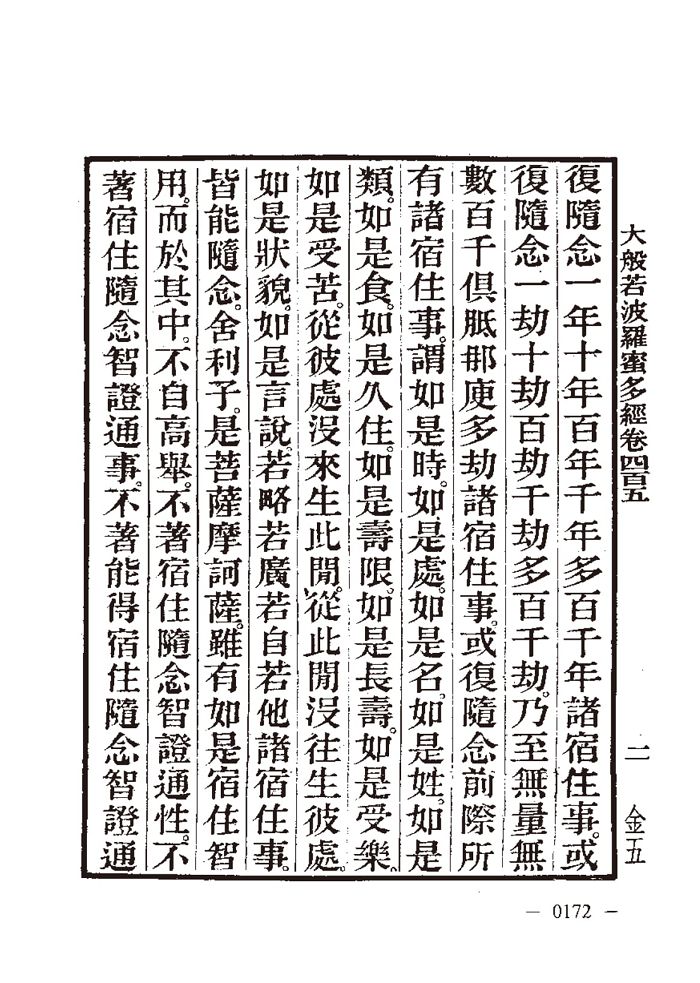 大般若波羅蜜多經卷四百五
二
金五
復隨念一年十年百年千年多百千年諸宿住事。或
復隨念一劫十劫百劫千劫多百千劫。乃至無量無
數百千俱胝那庾多劫諸宿住事。或復隨念前際所
有諸宿住事。謂如是時。如是處。如是名。如是姓。如是
類。如是食。如是久住。如是壽限。如是長壽。如是受樂。
如是受苦。從彼處沒來生此閒。從此閒沒往生彼處。
如是狀貌。如是言說。若略若廣若自若他諸宿住事。
皆能隨念。舍利子。是菩薩摩訶薩。雖有如是宿住智
用。而於其中。不自高舉。不著宿住隨念智證通性。不
著宿住隨念智證通事。不著能得宿住隨念智證通
— 0172 —